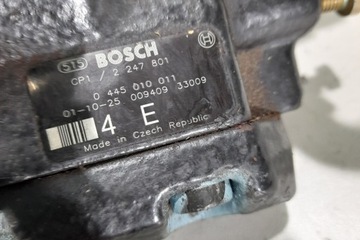 515 BOSCH
CP1 / 2 247 801
0 445 010 011
01-10-25 009409 33009
4 E
Made in Czech Republic